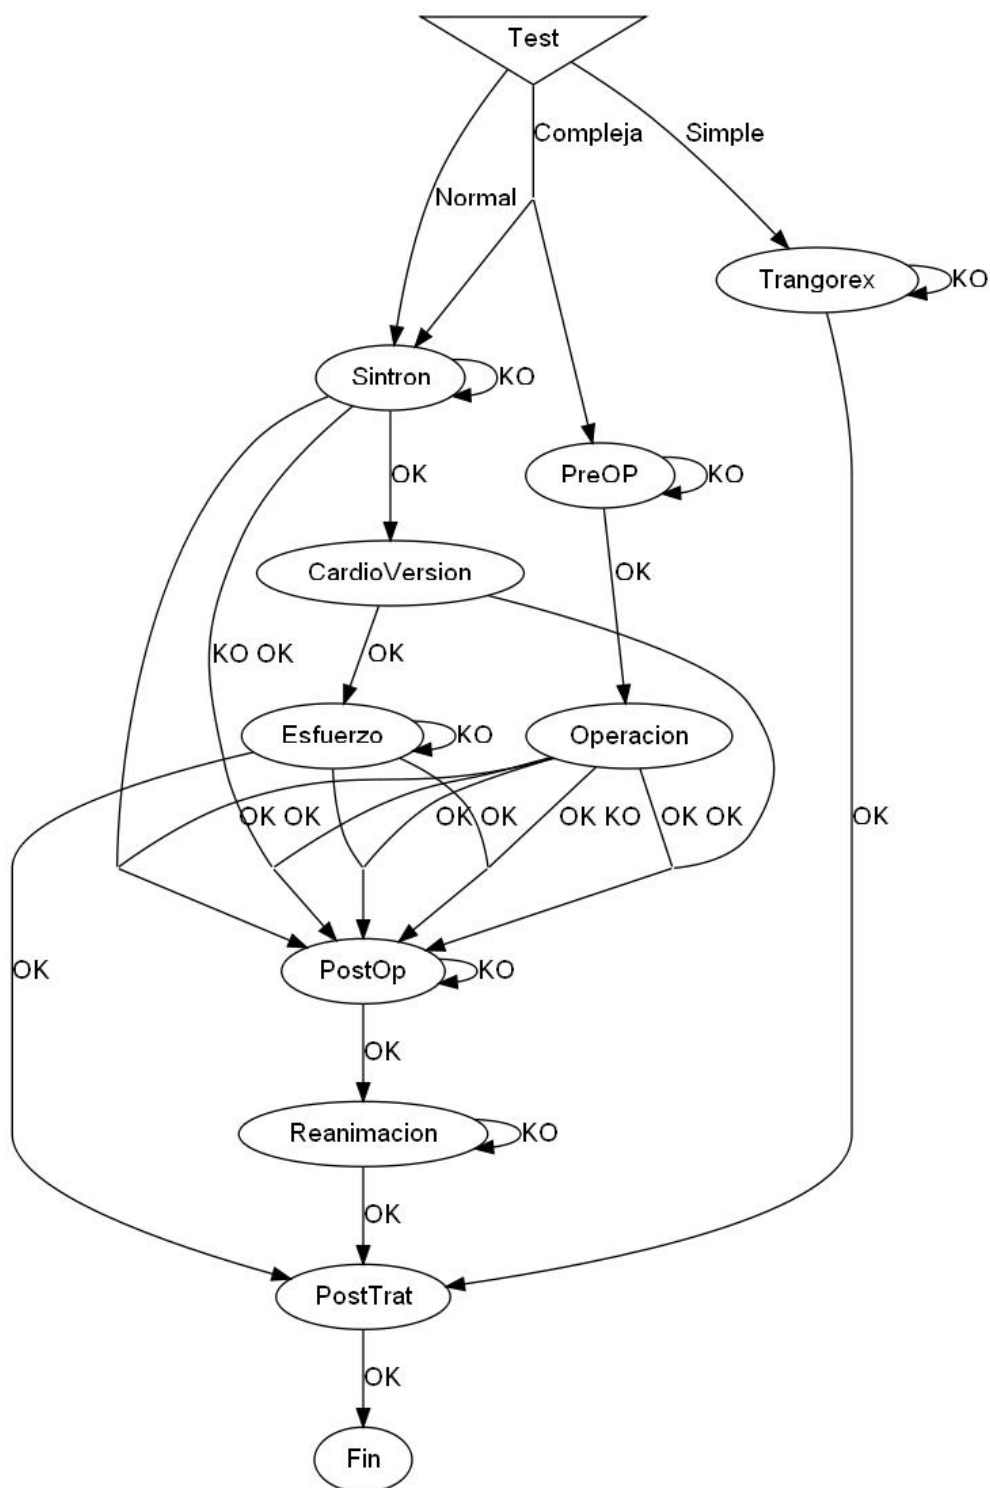 Test
Compleja
Simple
Normal
Trangorex
KO
Sintron
KO
OK
PreOP
KO
CardioVersion
OK
KO OK
OK
Esfuerzo
KO
Operacion
OK OK
OK OK
OK KO
OK OK
OK
OK
PostOp
KO
OK
Reanimacion
KO
OK
PostTrat
OK
Fin